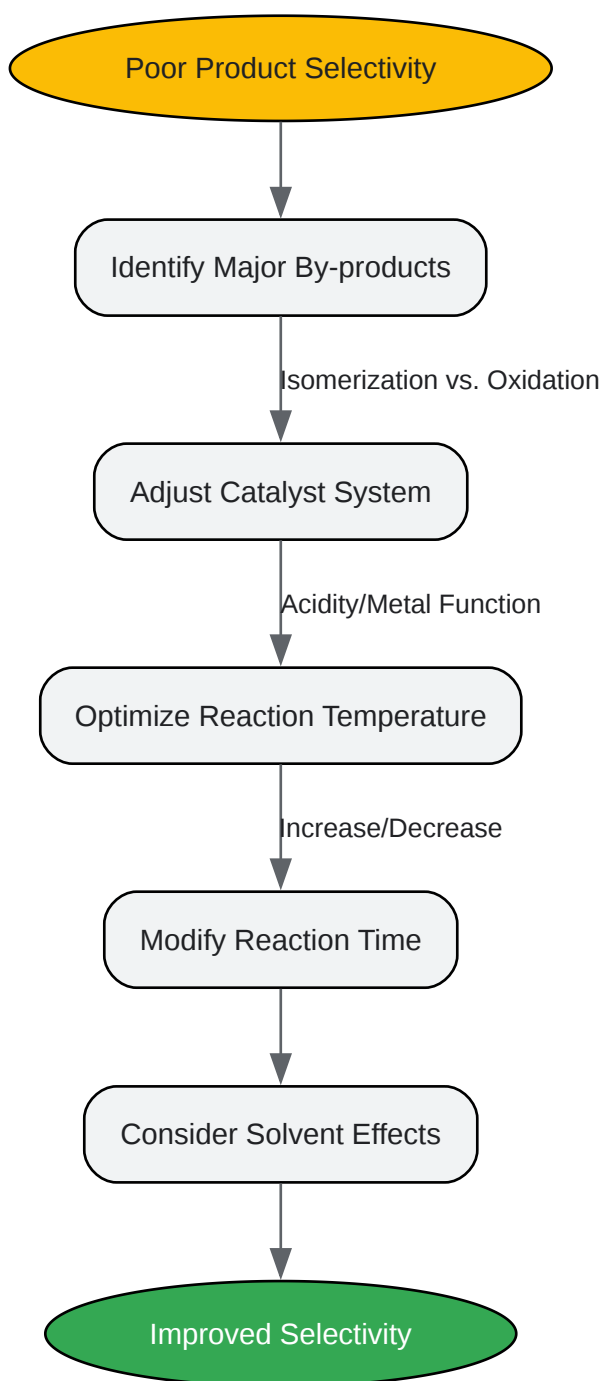 Poor Product Selectivity
Identify Major By-products
Isomerization vs. Oxidation
Adjust Catalyst System
Acidity/Metal Function
Optimize Reaction Temperature
Increase/Decrease
Modify Reaction Time
Consider Solvent Effects
Improved Selectivity